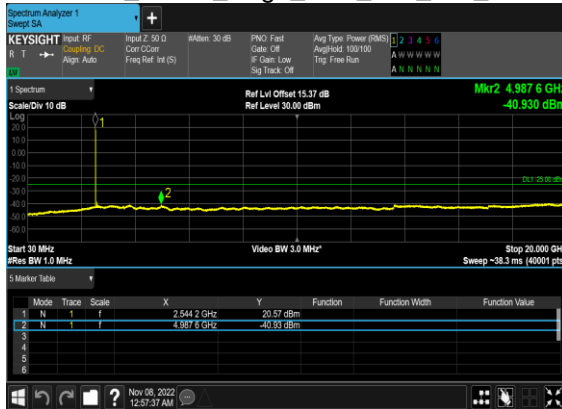 Spectrum Analyzer 1
Swept SA
+
KEYSIGHT Input: RF Input Z: 50 Ω #Atten: 30 dB PNO: Fast Avg Type: Power (RMS) 1 2 3 4 5 6
R T Coupling: DC Corr CCorr Gate: Off Avg|Hold: 100/100 A W W W W W
Align: Auto Freq Ref: Int (S) IF Gain: Low Trig: Free Run
Sig Track: Off A N N N N N
1 Spectrum Ref Lvl Offset 15.37 dB Mkr2 4.987 6 GHz
Scale/Div 10 dB Ref Level 30.00 dBm -40.930 dBm
Log
20.0
10.0
0.00
-10.0
-20.0
-30.0
-40.0
-50.0
-60.0
1
2
DL1 -25.00 dBm
Start 30 MHz Video BW 3.0 MHz* Stop 20.000 GH
#Res BW 1.0 MHz Sweep ~38.3 ms (40001 pts
5 Marker Table
Mode Trace Scale X Y Function Function Width Function Value
1 N 1 f 2.544 2 GHz 20.57 dBm
2 N 1 f 4.987 6 GHz -40.93 dBm
3
4
5
6
? Nov 08, 2022
12:57:37 AM